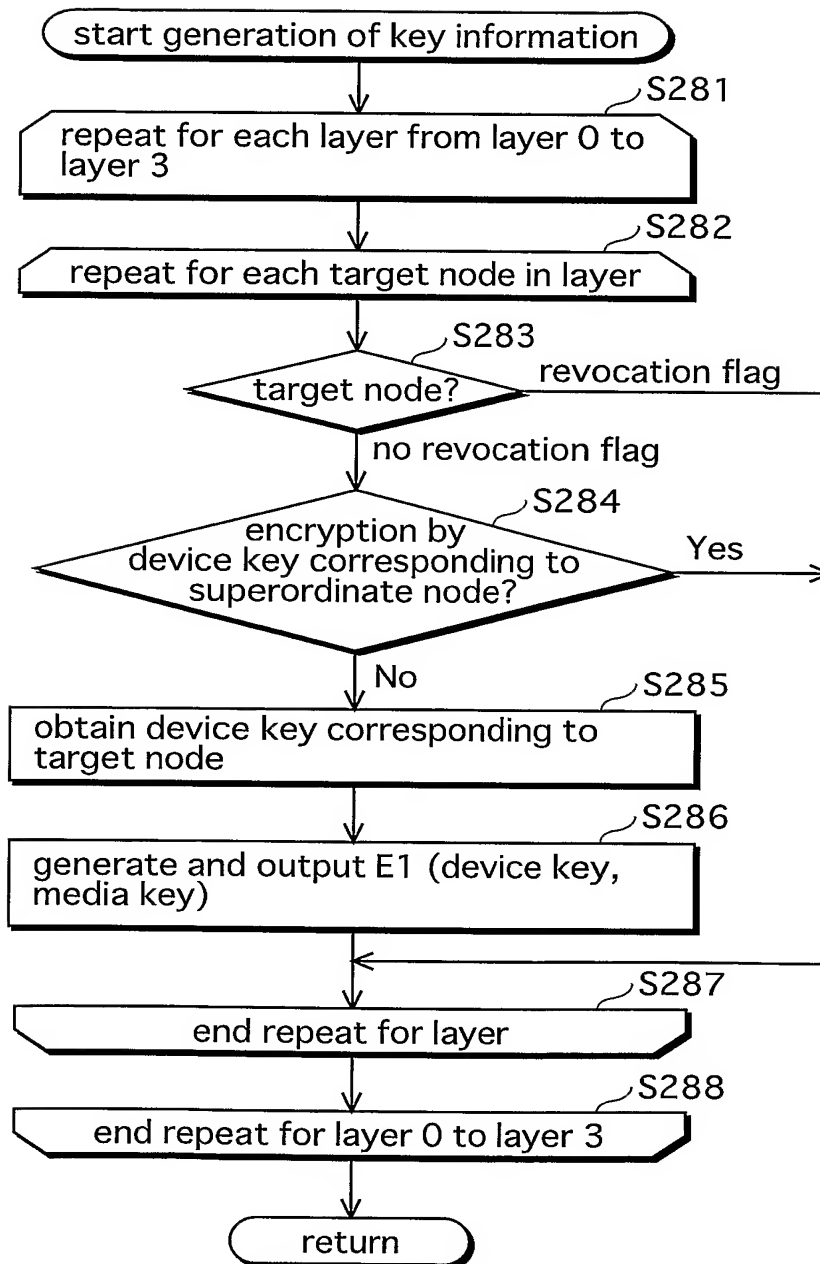 start generation of key information
S281
repeat for each layer from layer 0 to
layer 3
S282
repeat for each target node in layer
S283
target node?
revocation flag
no revocation flag
S284
encryption by
device key corresponding to
superordinate node?
Yes
No
S285
obtain device key corresponding to
target node
S286
generate and output E1 (device key,
media key)
S287
end repeat for layer
S288
end repeat for layer 0 to layer 3
return